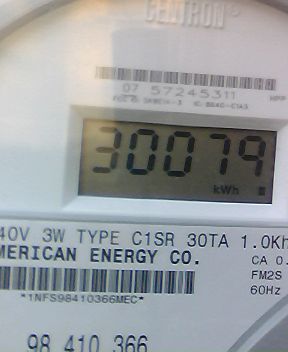 CENTRON®
07 57245311
30079
kWh
40V 3W TYPE C1SR 30TA 1.0Kh
MERICAN ENERGY CO.
CA 0.
FM2S
60Hz
*1NFS98410366MEC*
98 410 366